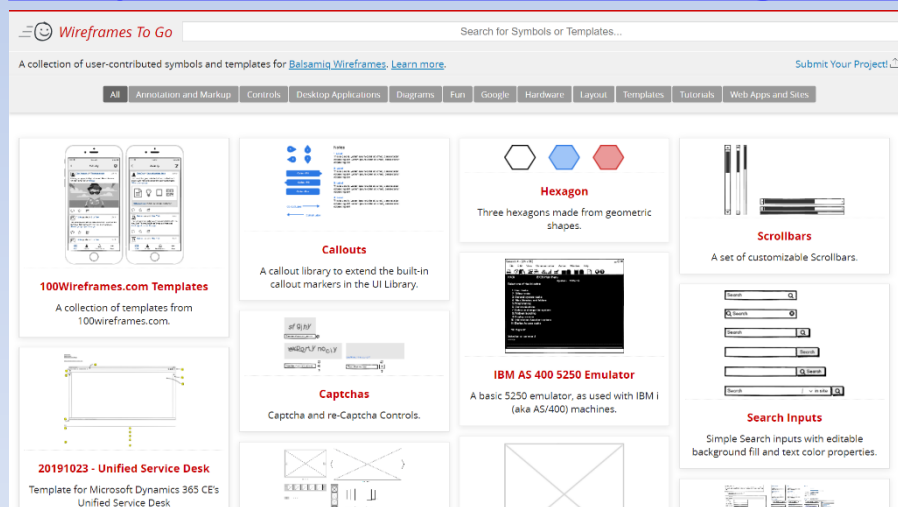 Wireframes To Go
Search for Symbols or Templates...
A collection of user-contributed symbols and templates for Balsamiq Wireframes. Learn more.
Submit Your Project!
All
Annotation and Markup
Controls
Desktop Applications
Diagrams
Fun
Google
Hardware
Layout
Templates
Tutorials
Web Apps and Sites
100Wireframes.com Templates
A collection of templates from
100wireframes.com.
20191023 - Unified Service Desk
Template for Microsoft Dynamics 365 CE's
Unified Service Desk
Callouts
A callout library to extend the built-in
callout markers in the UI Library.
Captchas
Captcha and re-Captcha Controls.
Hexagon
Three hexagons made from geometric
shapes.
IBM AS 400 5250 Emulator
A basic 5250 emulator, as used with IBM i
(aka AS/400) machines.
Scrollbars
A set of customizable Scrollbars.
Search
Search
Search
Search
Search
Search
Search
Search Inputs
Simple Search inputs with editable
background fill and text color properties.